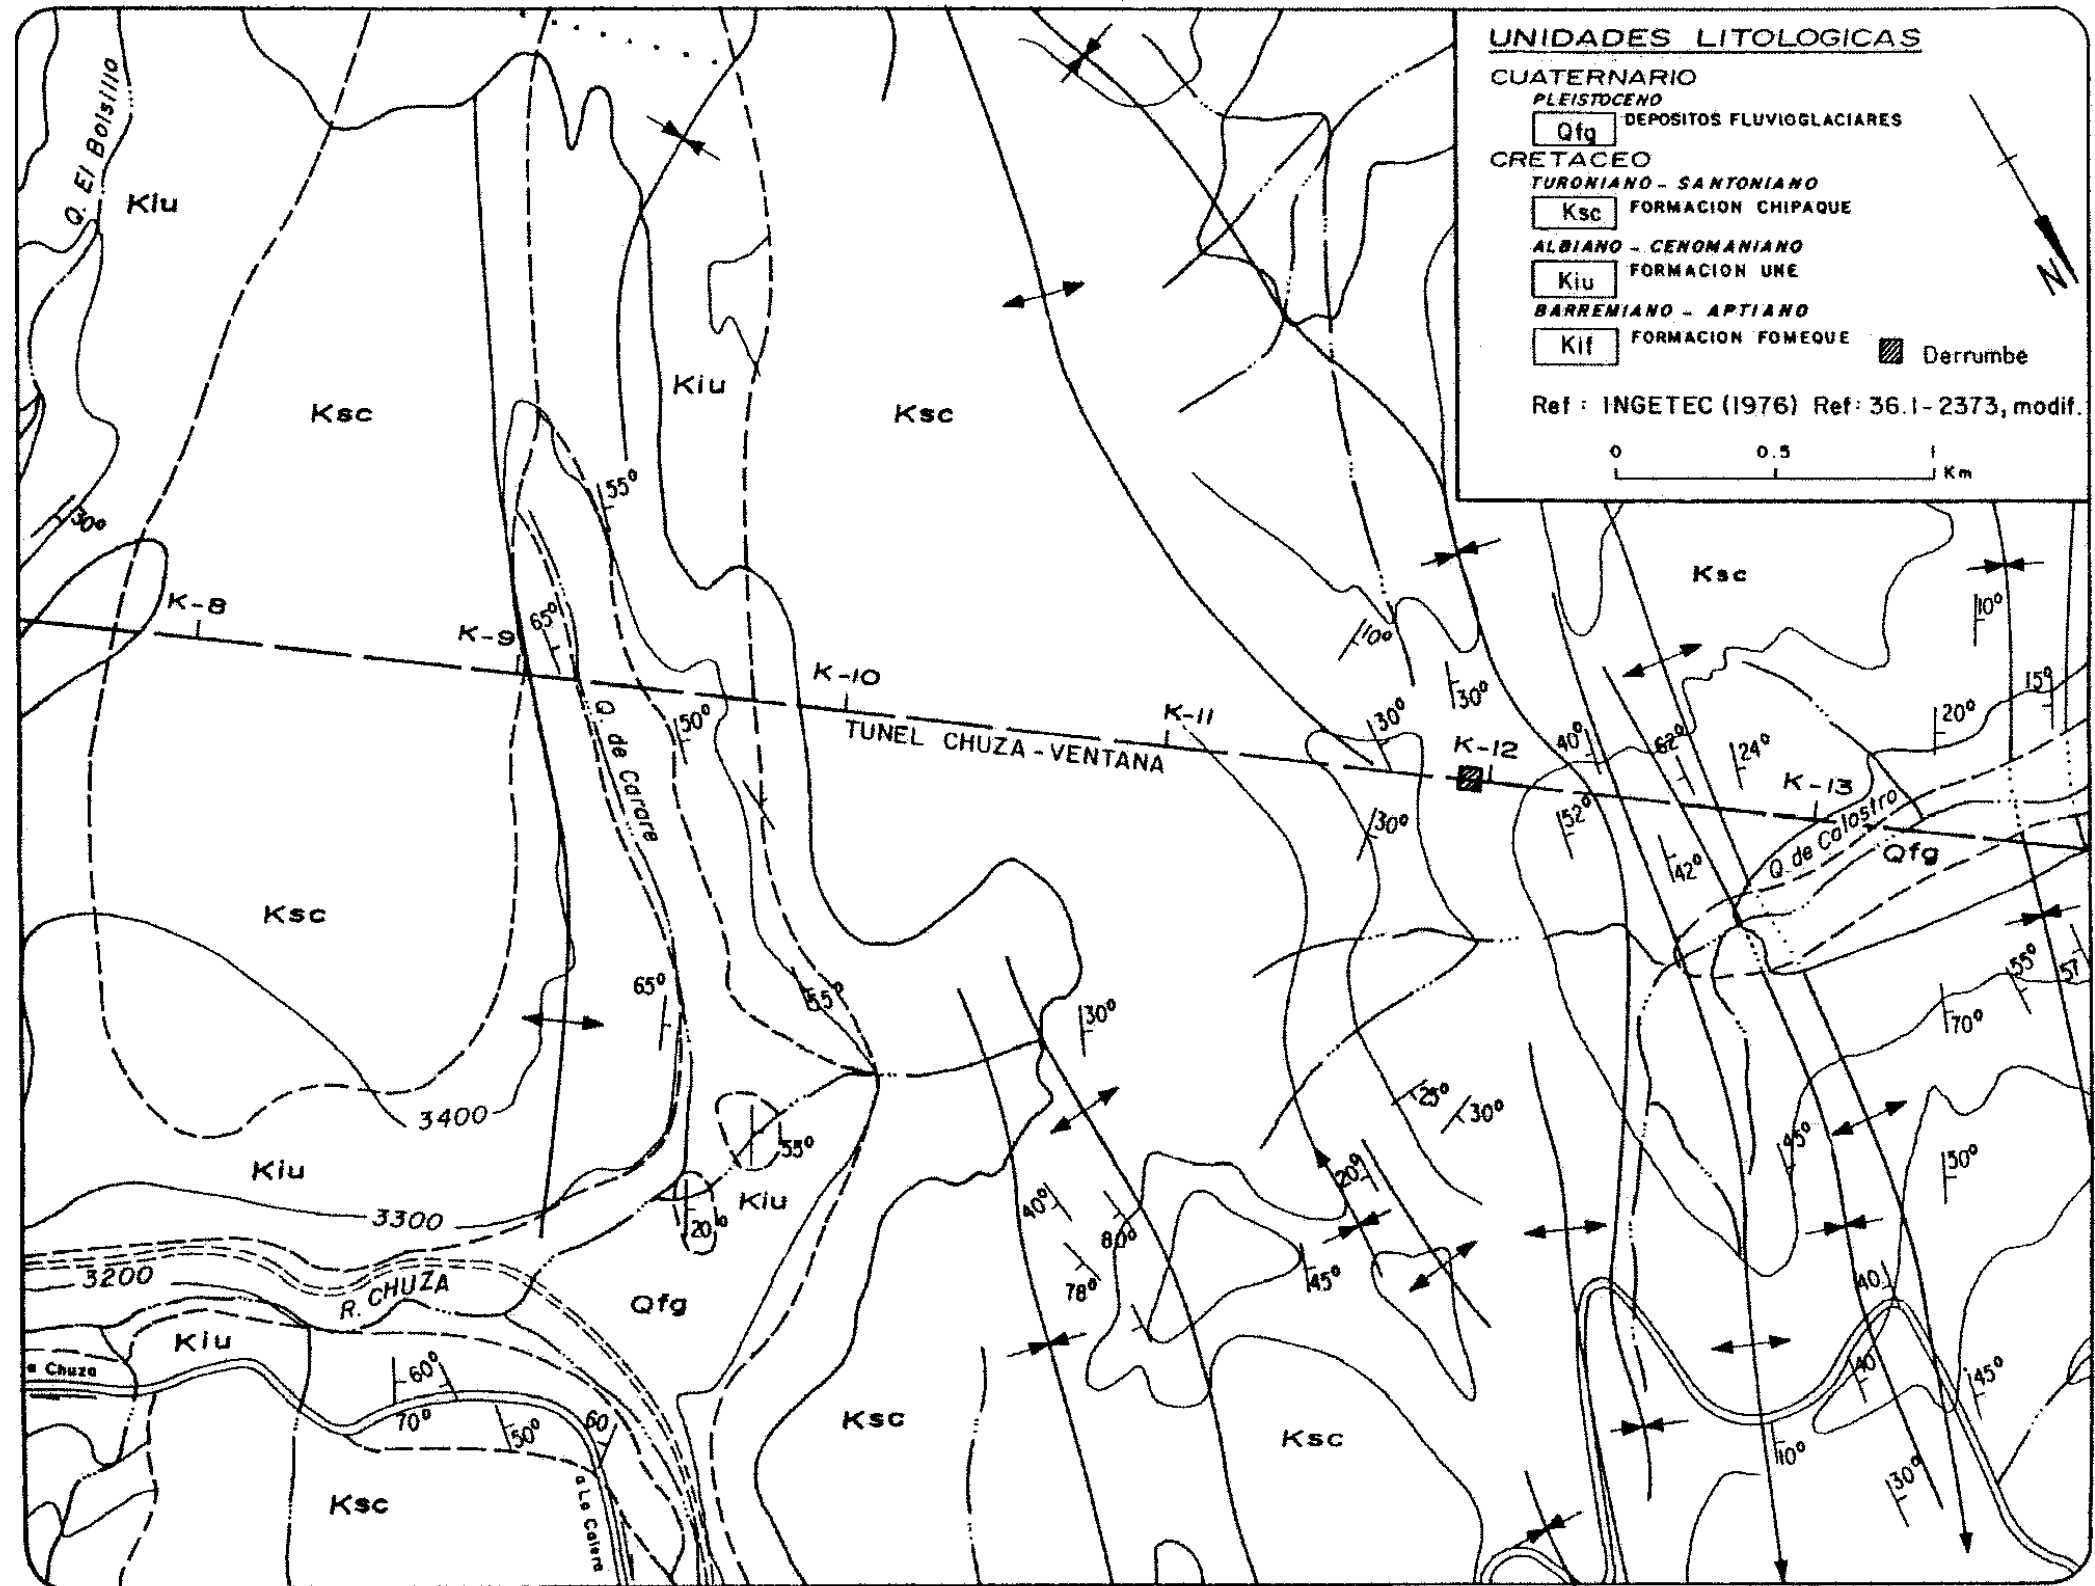 UNIDADES LITOLOGICAS
CUATERNARIO
PLEISTOCENO
Qfg DEPOSITOS FLUVIOGLACIARES
CRETACEO
TURONIANO - SANTONIANO
Ksc FORMACION CHIPAQUE
ALBIANO - CENOMANIANO
Kiu FORMACION UNE
BARREMIANO - APTIANO
Kif FORMACION FOMEQUE
Derrumbe
Ref : INGETEC (1976) Ref: 36.1-2373, modif.
0 0.5 1
Km
N
Q. El Bolsillo
Kiu
Ksc
Kiu
Ksc
55°
30°
Ksc
10°
K-8
K-9
65°
10°
K-10
30°
15°
50°
30°
K-11
20°
TUNEL CHUZA-VENTANA
K-12
40°
62°
24°
K-13
Q. de Carare
30°
52°
42°
Q. de Colostro
Qfg
Ksc
65°
55°
30°
55°
57
70°
3400
25°
30°
45°
55°
Kiu
Kiu
20°
50°
3300
20°
40°
80°
3200
R. CHUZA
Qfg
78°
45°
40
Kiu
a Chuza
60°
40
45°
70°
50°
60
Ksc
Ksc
10°
30°
Ksc
a La Calera